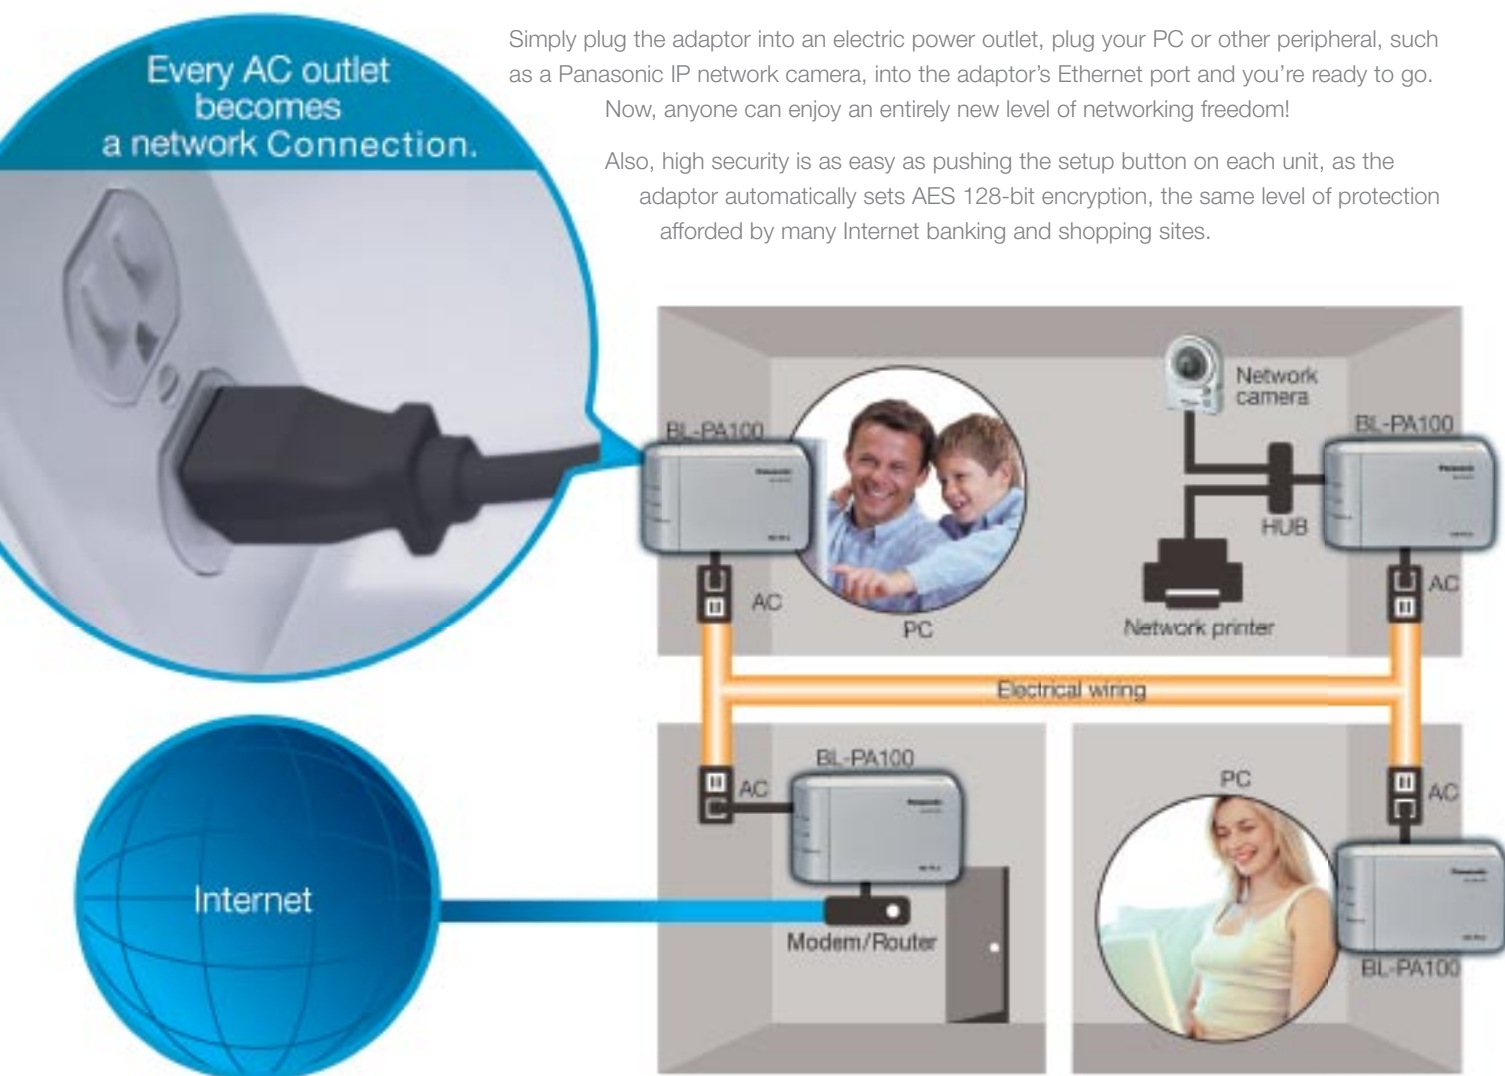 Every AC outlet
becomes
a network Connection.
Simply plug the adaptor into an electric power outlet, plug your PC or other peripheral, such
as a Panasonic IP network camera, into the adaptor's Ethernet port and you're ready to go.
Now, anyone can enjoy an entirely new level of networking freedom!
Also, high security is as easy as pushing the setup button on each unit, as the
adaptor automatically sets AES 128-bit encryption, the same level of protection
afforded by many Internet banking and shopping sites.
BL-PA100
Panasonic
AC
PC
Network
camera
HUB
Network printer
BL-PA100
Panasonic
AC
Electrical wiring
AC
BL-PA100
Panasonic
Modem/Router
Internet
PC
AC
Panasonic
BL-PA100